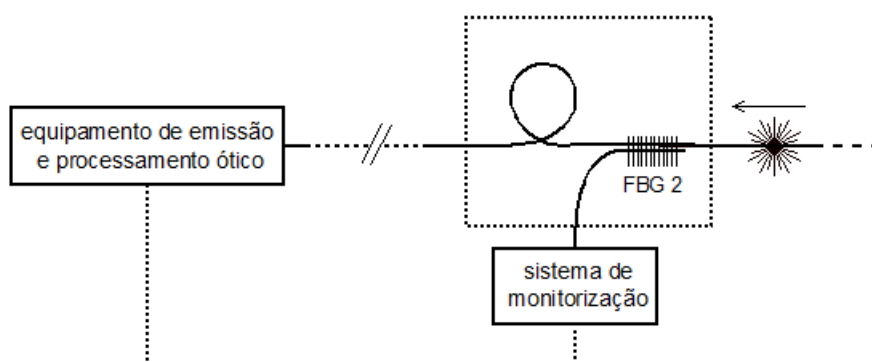 equipamento de emissão
e processamento ótico
FBG 2
sistema de
monitorização